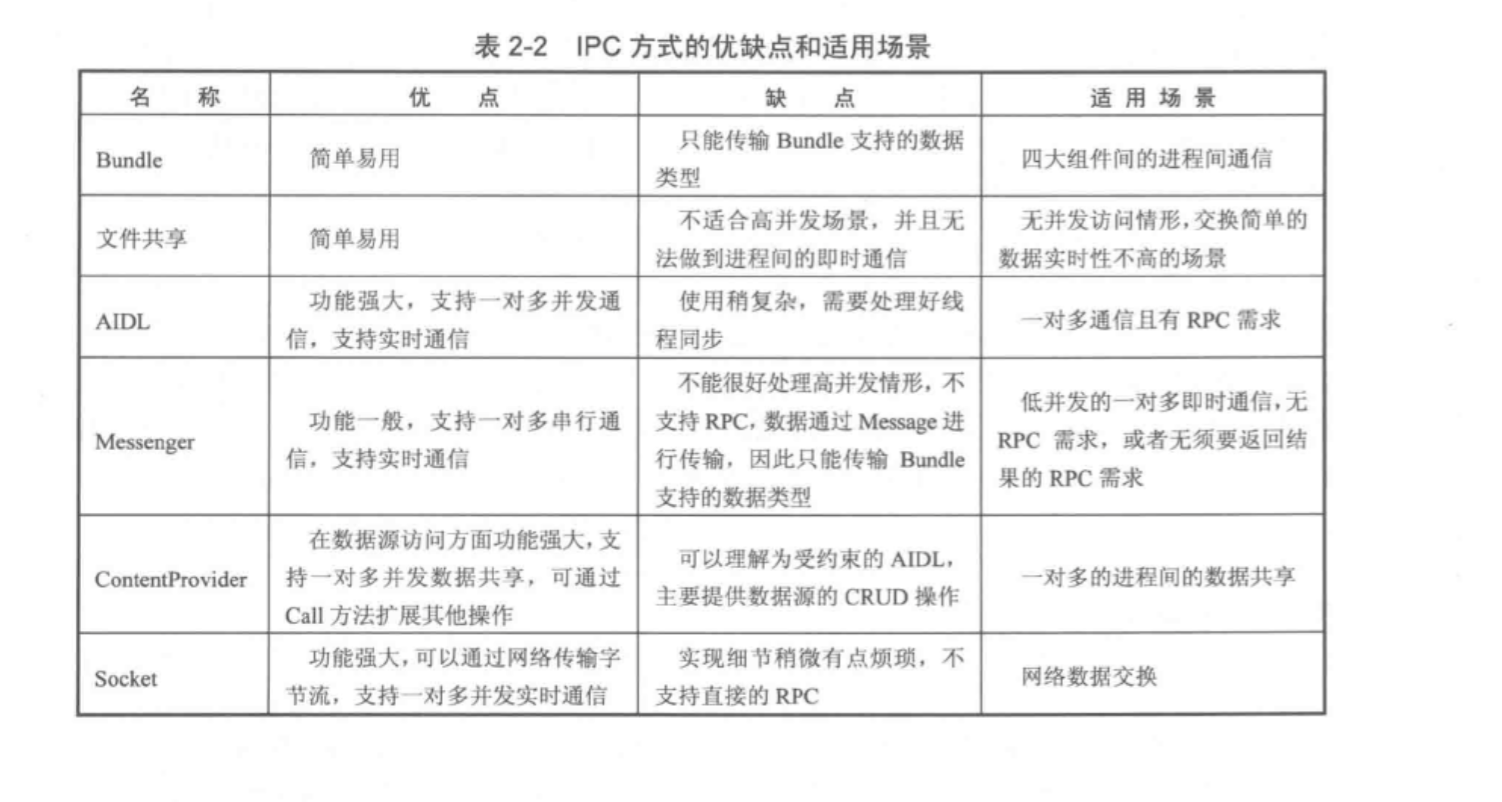 表 2-2 IPC 方式的优缺点和适用场景
名 称 优 点 缺 点 适 用 场 景
Bundle
简单易用
只能传输 Bundle 支持的数据
类型
四大组件间的进程间通信
文件共享
简单易用
不适合高并发场景，并且无
法做到进程间的即时通信
无并发访问情形，交换简单的
数据实时性不高的场景
AIDL
功能强大，支持一对多并发通
信，支持实时通信
使用稍复杂，需要处理好线
程同步
一对多通信且有 RPC 需求
Messenger
功能一般，支持一对多串行通
信，支持实时通信
不能很好处理高并发情形，不
支持 RPC，数据通过 Message 进
行传输，因此只能传输 Bundle
支持的数据类型
低并发的一对多即时通信，无
RPC 需求，或者无须要返回结
果的 RPC 需求
ContentProvider
在数据源访问方面功能强大，支
持一对多并发数据共享，可通过
Call 方法扩展其他操作
可以理解为受约束的 AIDL，
主要提供数据源的 CRUD 操作
一对多的进程间的数据共享
Socket
功能强大，可以通过网络传输字
节流，支持一对多并发实时通信
实现细节稍微有点烦琐，不
支持直接的 RPC
网络数据交换